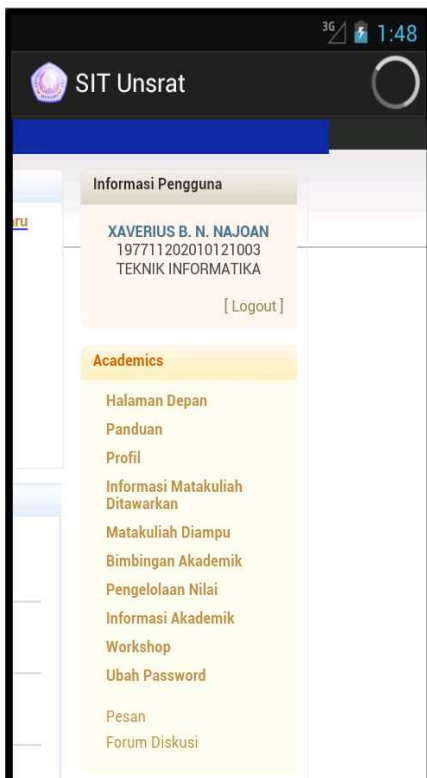 3G 1:48
SIT Unsrat
Informasi Pengguna
ru
XAVERIUS B. N. NAJOAN
197711202010121003
TEKNIK INFORMATIKA
[ Logout ]
Academics
Halaman Depan
Panduan
Profil
Informasi Matakuliah
Ditawarkan
Matakuliah Diampu
Bimbingan Akademik
Pengelolaan Nilai
Informasi Akademik
Workshop
Ubah Password
Pesan
Forum Diskusi